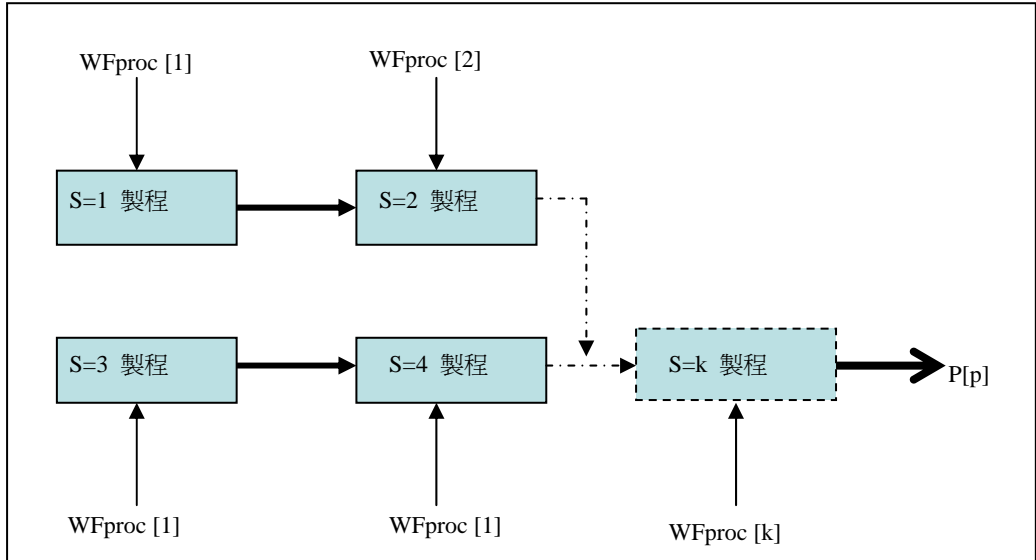 WFproc [1]
WFproc [2]
S=1 製程
S=2 製程
S=3 製程
S=4 製程
S=k 製程
P[p]
WFproc [1]
WFproc [1]
WFproc [k]